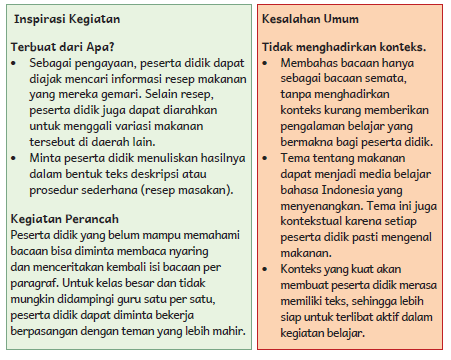 Inspirasi Kegiatan
Terbuat dari Apa?
• Sebagai pengayaan, peserta didik dapat
diajak mencari informasi resep makanan
yang mereka gemari. Selain resep,
peserta didik juga dapat diarahkan
untuk menggali variasi makanan
tersebut di daerah lain.
• Minta peserta didik menuliskan hasilnya
dalam bentuk teks deskripsi atau
prosedur sederhana (resep masakan).
Kegiatan Perancah
Peserta didik yang belum mampu memahami
bacaan bisa diminta membaca nyaring
dan menceritakan kembali isi bacaan per
paragraf. Untuk kelas besar dan tidak
mungkin didampingi guru satu per satu,
peserta didik dapat diminta bekerja
berpasangan dengan teman yang lebih mahir.
Kesalahan Umum
Tidak menghadirkan konteks.
• Membahas bacaan hanya
sebagai bacaan semata,
tanpa menghadirkan
konteks kurang memberikan
pengalaman belajar yang
bermakna bagi peserta didik.
• Tema tentang makanan
dapat menjadi media belajar
bahasa Indonesia yang
menyenangkan. Tema ini juga
kontekstual karena setiap
peserta didik pasti mengenal
makanan.
• Konteks yang kuat akan
membuat peserta didik merasa
memiliki teks, sehingga lebih
siap untuk terlibat aktif dalam
kegiatan belajar.